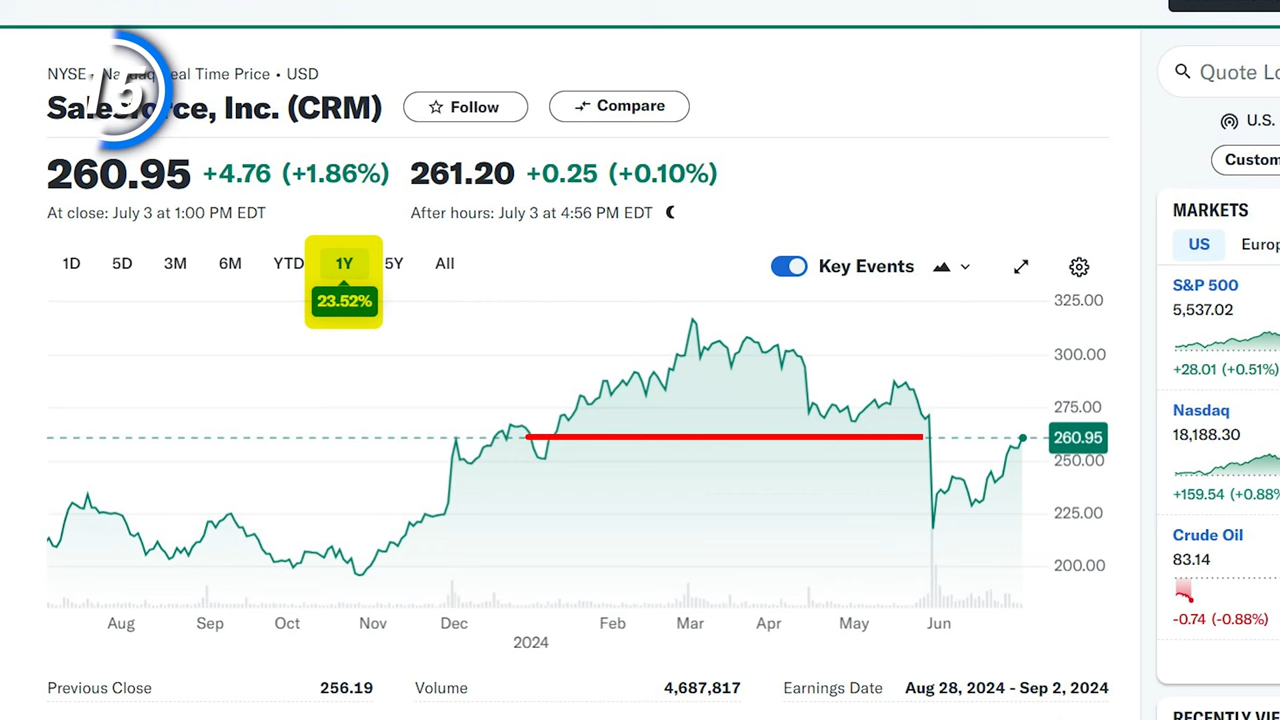 NYSE • Nasdaq Real Time Price • USD
15
Salesforce, Inc. (CRM)
Follow
Compare
260.95 +4.76 (+1.86%)
261.20 +0.25 (+0.10%)
At close: July 3 at 1:00 PM EDT
After hours: July 3 at 4:56 PM EDT
1D 5D 3M 6M YTD 1Y 5Y All
23.52%
Key Events
325.00
300.00
275.00
260.95
250.00
225.00
200.00
Aug Sep Oct Nov Dec Feb Mar Apr May Jun
2024
Previous Close 256.19
Volume 4,687,817
Earnings Date Aug 28, 2024 - Sep 2, 2024
Quote Lo
U.S.
Custom
MARKETS
US Europ
S&P 500
5,537.02
+28.01 (+0.51%)
Nasdaq
18,188.30
+159.54 (+0.88%
Crude Oil
83.14
-0.74 (-0.88%)
RECENTLY VIE